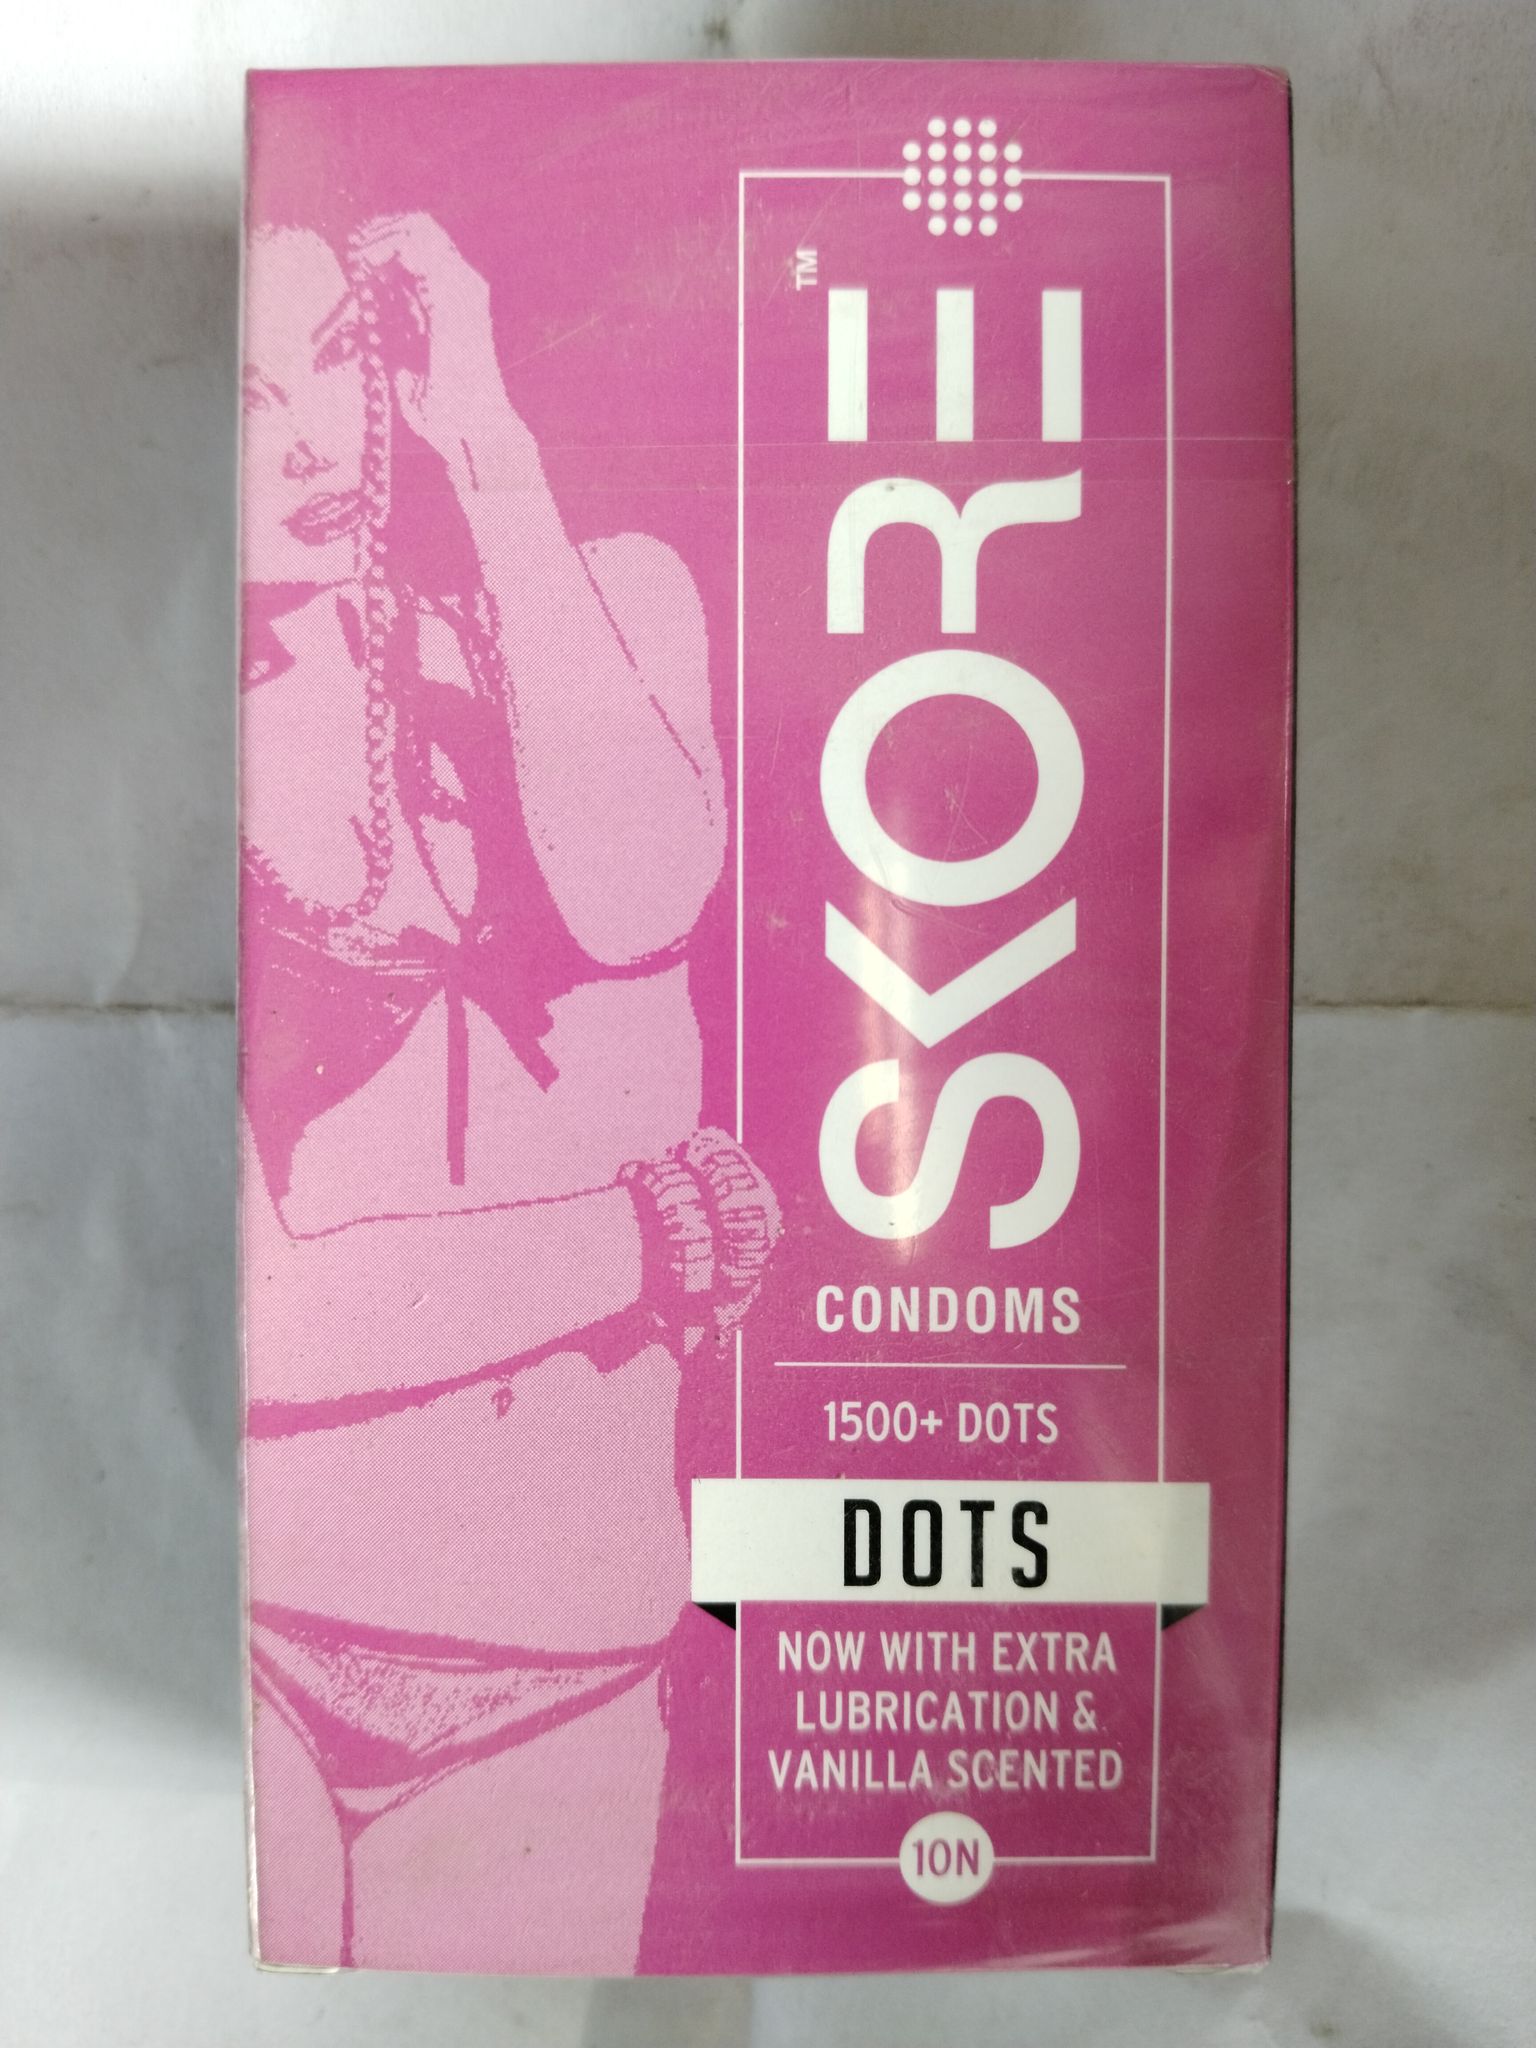 SKORE™
CONDOMS
1500+ DOTS
DOTS
NOW WITH EXTRA
LUBRICATION &
VANILLA SCENTED
10N